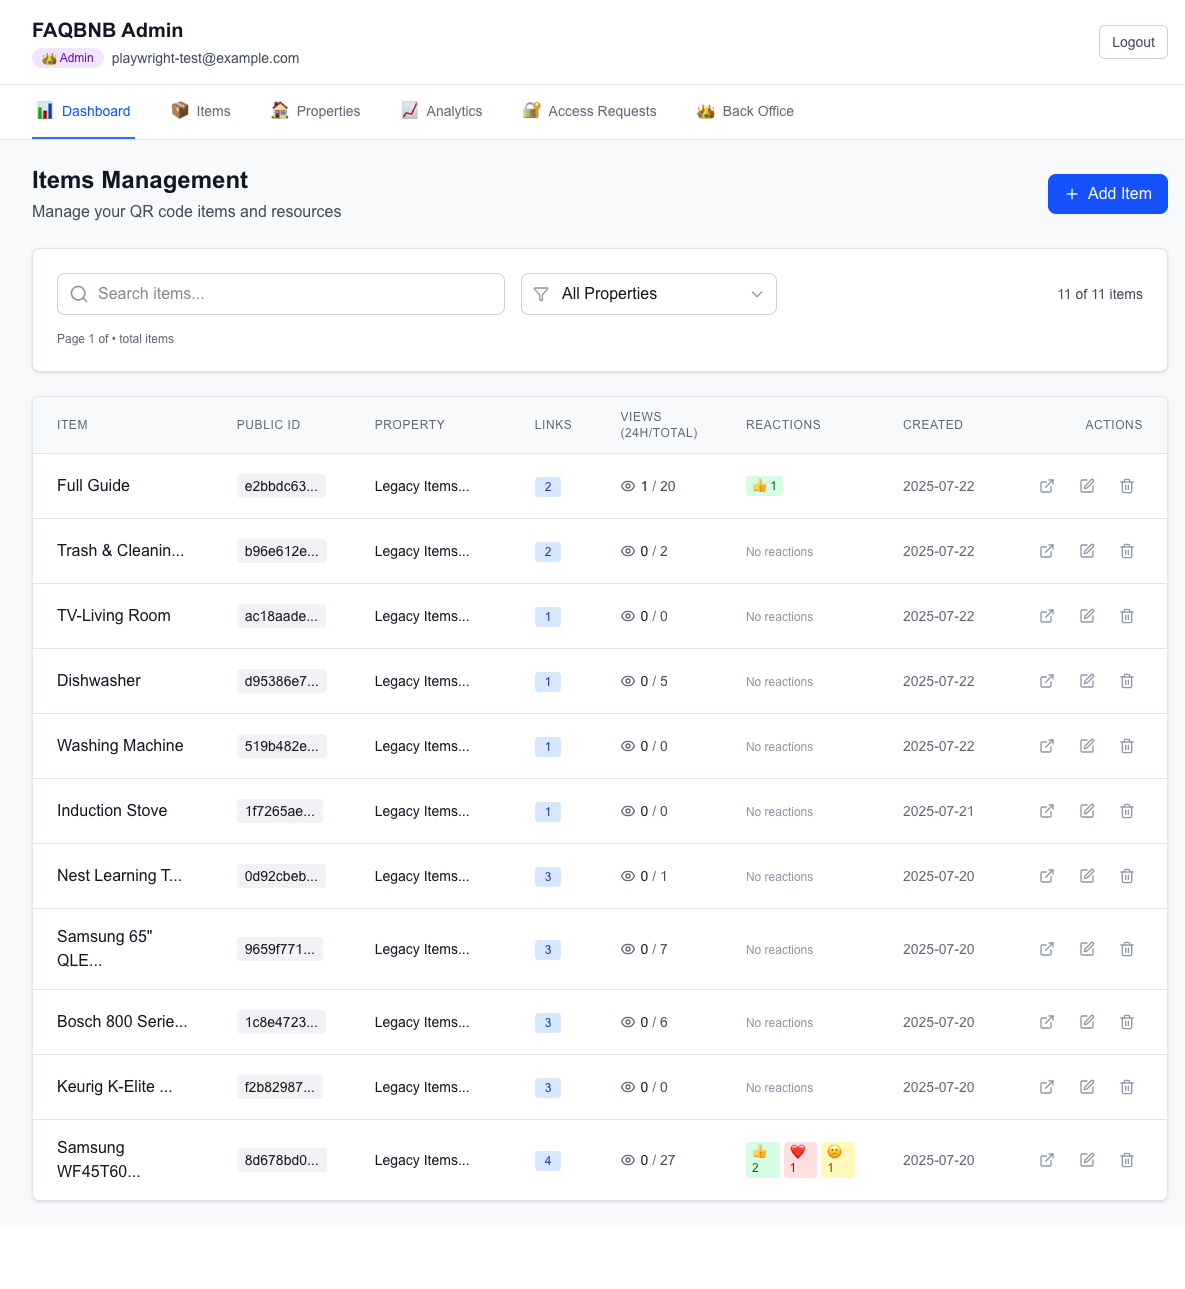 FAQBNB Admin
Admin playwright-test@example.com
Logout
Dashboard Items Properties Analytics Access Requests Back Office
Items Management
Manage your QR code items and resources
Add Item
Search items... All Properties 11 of 11 items
Page 1 of • total items
ITEM PUBLIC ID PROPERTY LINKS VIEWS (24H/TOTAL) REACTIONS CREATED ACTIONS
Full Guide e2bbdc63... Legacy Items... 2 1 / 20 👍 1 2025-07-22
Trash & Cleanin... b96e612e... Legacy Items... 2 0 / 2 No reactions 2025-07-22
TV-Living Room ac18aade... Legacy Items... 1 0 / 0 No reactions 2025-07-22
Dishwasher d95386e7... Legacy Items... 1 0 / 5 No reactions 2025-07-22
Washing Machine 519b482e... Legacy Items... 1 0 / 0 No reactions 2025-07-22
Induction Stove 1f7265ae... Legacy Items... 1 0 / 0 No reactions 2025-07-21
Nest Learning T... 0d92cbeb... Legacy Items... 3 0 / 1 No reactions 2025-07-20
Samsung 65" QLE... 9659f771... Legacy Items... 3 0 / 7 No reactions 2025-07-20
Bosch 800 Serie... 1c8e4723... Legacy Items... 3 0 / 6 No reactions 2025-07-20
Keurig K-Elite ... f2b82987... Legacy Items... 3 0 / 0 No reactions 2025-07-20
Samsung WF45T60... 8d678bd0... Legacy Items... 4 0 / 27 👍 2 ❤️ 1 😕 1 2025-07-20